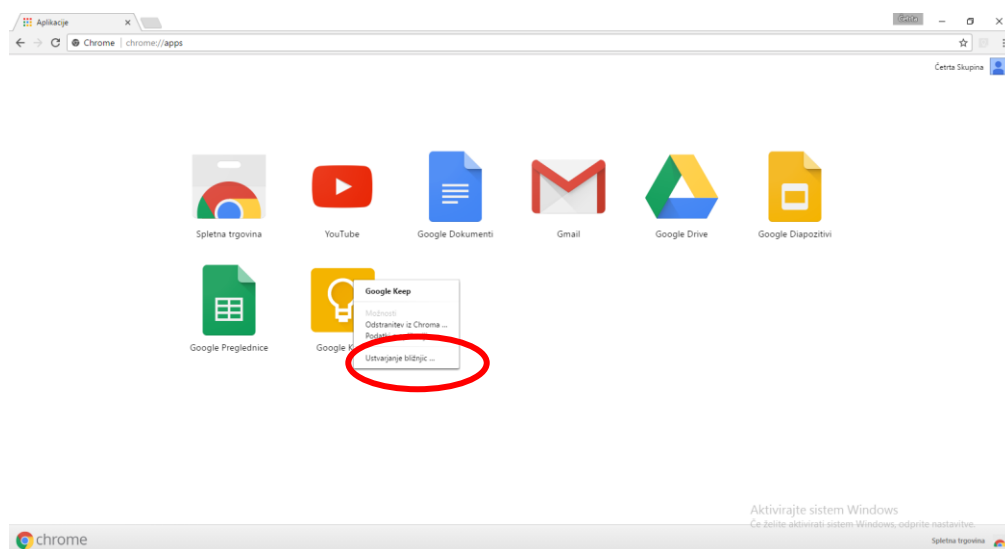 Aplikacije
Četrta
Chrome | chrome://apps
Četrta Skupina
Spletna trgovina
YouTube
Google Dokumenti
Gmail
Google Drive
Google Diapozitivi
Google Keep
Možnosti
Odstranitev iz Chroma ...
Podatki
Ustvarjanje bližnjic ...
Google Preglednice
Google
Aktivirajte sistem Windows
Če želite aktivirati sistem Windows, odprite nastavitve.
chrome
Spletna trgovina